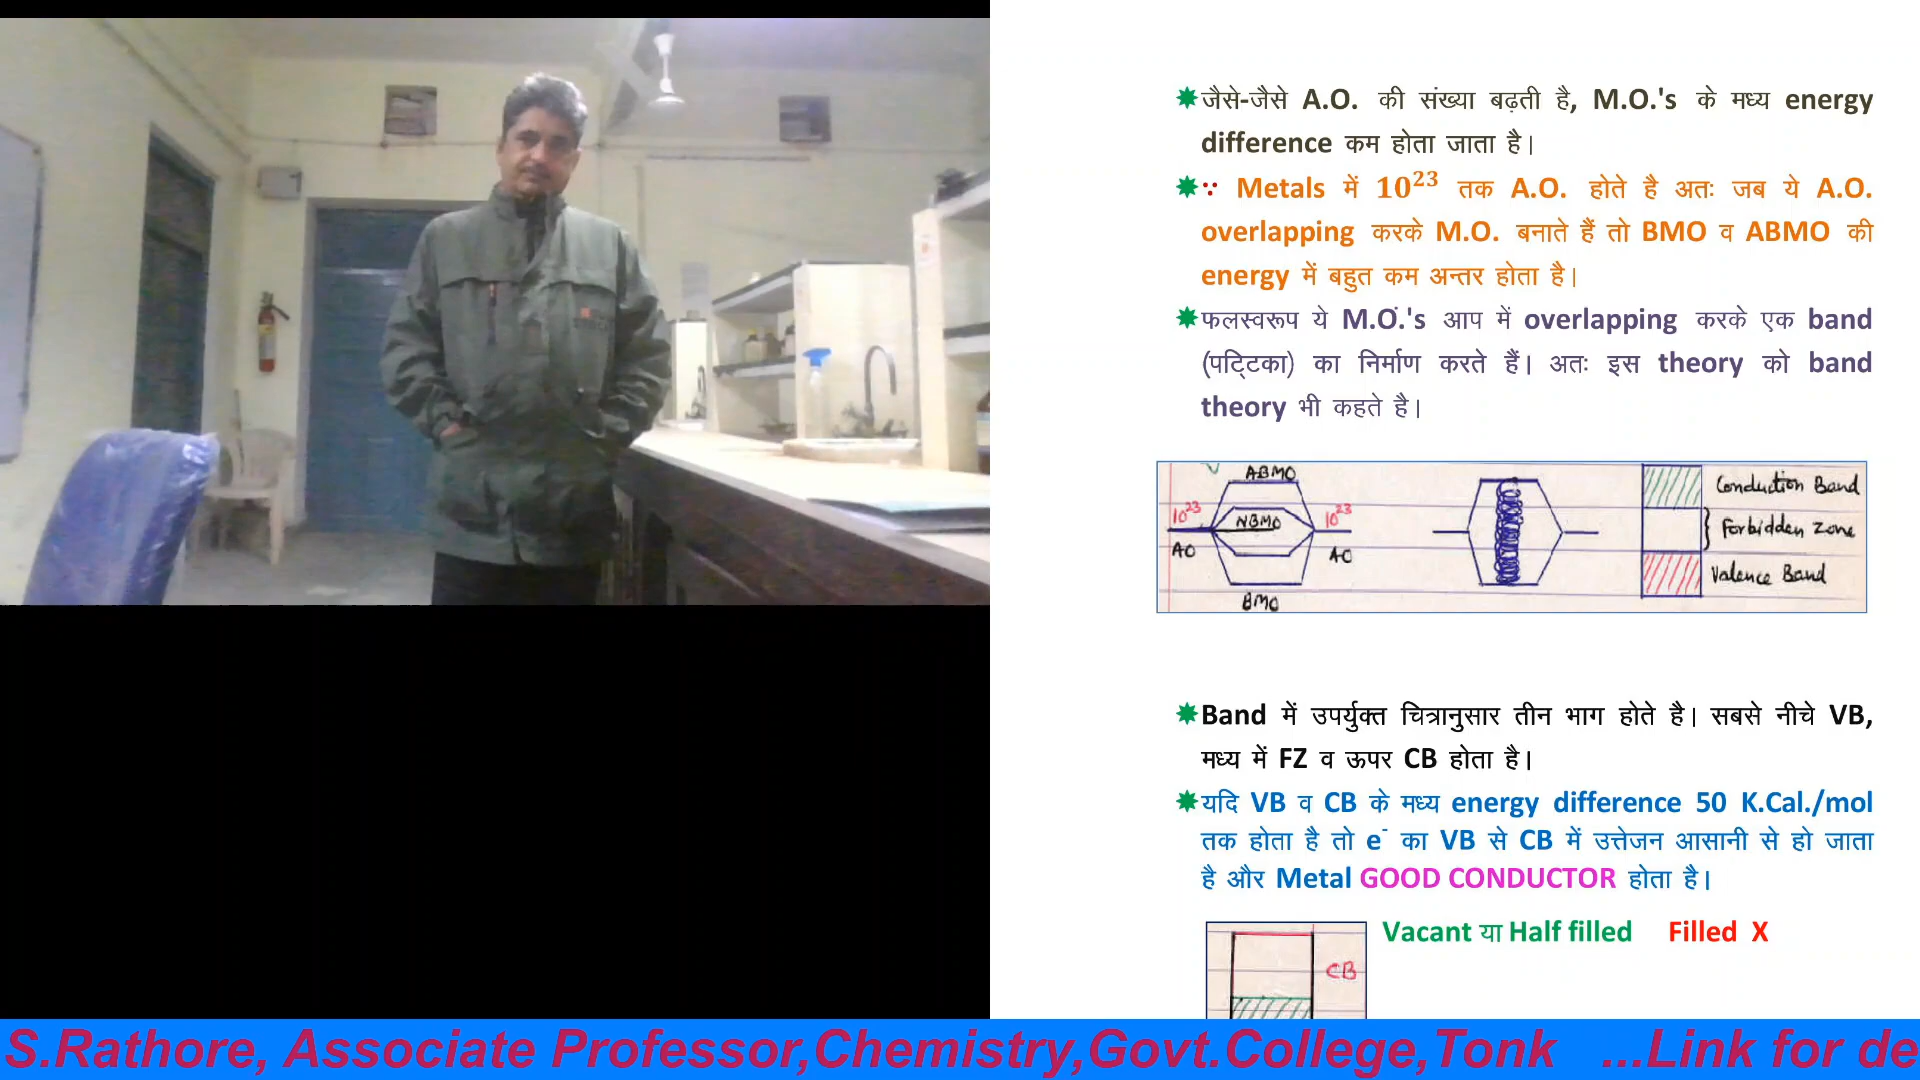 जैसे-जैसे A.O. की संख्या बढ़ती है, M.O.'s के मध्य energy
difference कम होता जाता है।
∵ Metals में 10²³ तक A.O. होते है अतः जब ये A.O.
overlapping करके M.O. बनाते हैं तो BMO व ABMO की
energy में बहुत कम अन्तर होता है।
फलस्वरूप ये M.O.'s आप में overlapping करके एक band
(पट्टिका) का निर्माण करते हैं। अतः इस theory को band
theory भी कहते है।
ABMO
10²³ NBMO 10²³
AO AO
BMO
Conduction Band
Forbidden Zone
Valence Band
Band में उपर्युक्त चित्रानुसार तीन भाग होते है। सबसे नीचे VB,
मध्य में FZ व ऊपर CB होता है।
यदि VB व CB के मध्य energy difference 50 K.Cal./mol
तक होता है तो e⁻ का VB से CB में उत्तेजन आसानी से हो जाता
है और Metal GOOD CONDUCTOR होता है।
Vacant या Half filled Filled X
CB
S.Rathore, Associate Professor,Chemistry,Govt.College,Tonk ...Link for de